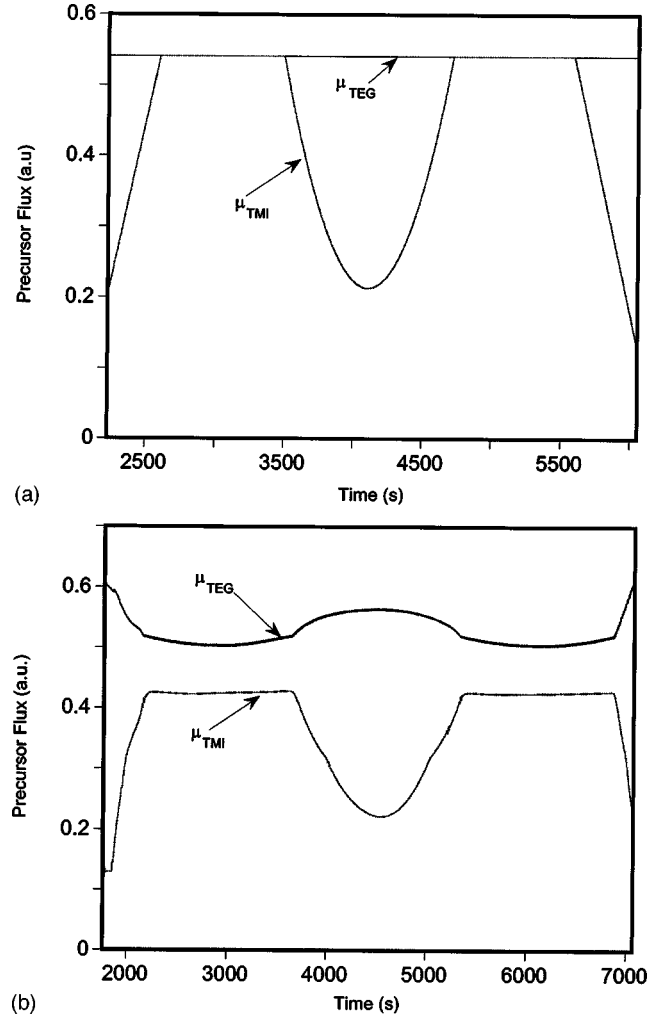 0.6
0.4
0.2
0
Precursor Flux (a.u)
μTEG
μTMI
2500
3500
4500
5500
Time (s)
(a)
0.6
0.4
0.2
0
Precursor Flux (a.u.)
μTEG
μTMI
2000
3000
4000
5000
6000
7000
Time (s)
(b)